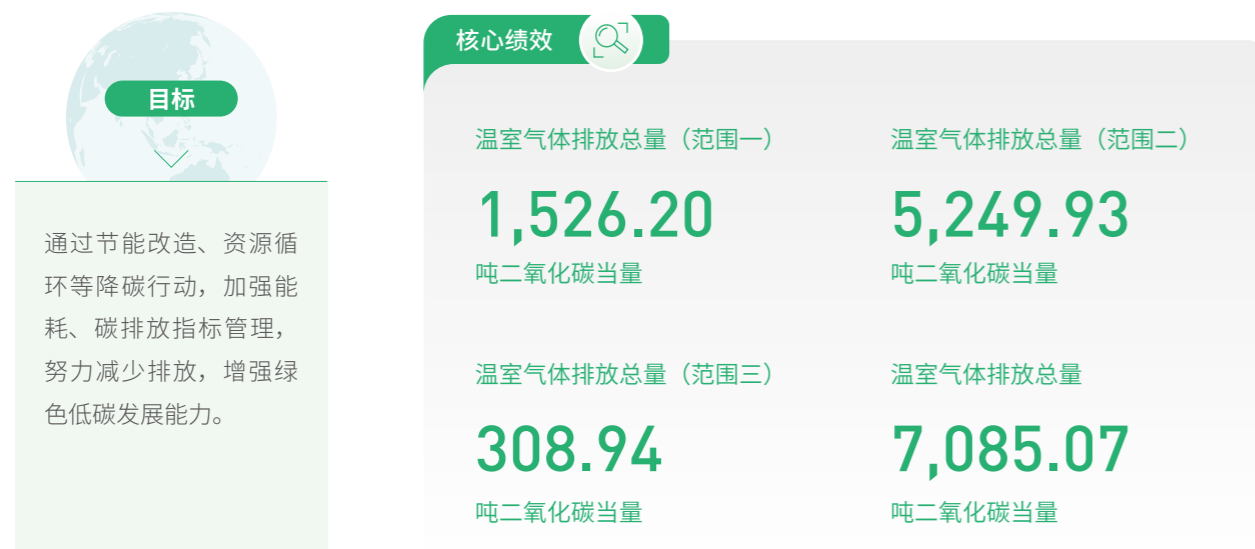 目标
通过节能改造、资源循
环等降碳行动，加强能
耗、碳排放指标管理，
努力减少排放，增强绿
色低碳发展能力。
核心绩效
温室气体排放总量（范围一）
1,526.20
吨二氧化碳当量
温室气体排放总量（范围二）
5,249.93
吨二氧化碳当量
温室气体排放总量（范围三）
308.94
吨二氧化碳当量
温室气体排放总量
7,085.07
吨二氧化碳当量